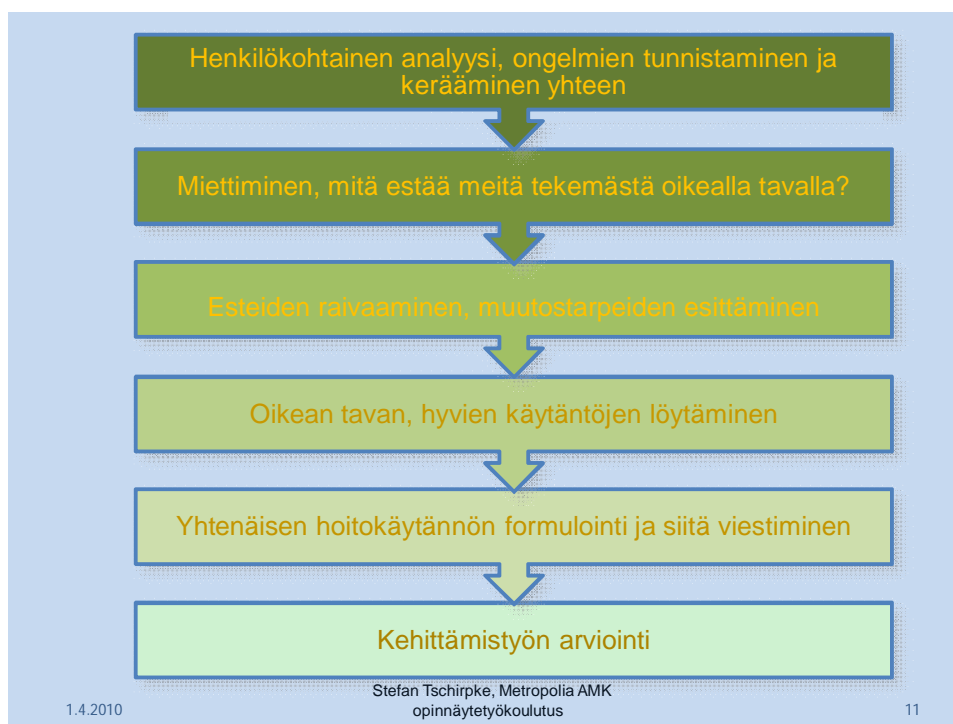 Henkilökohtainen analyysi, ongelmien tunnistaminen ja
kerääminen yhteen
Miettiminen, mitä estää meitä tekemästä oikealla tavalla?
Esteiden raivaaminen, muutostarpeiden esittäminen
Oikean tavan, hyvien käytäntöjen löytäminen
Yhtenäisen hoitokäytännön formulointi ja siitä viestiminen
Kehittämistyön arviointi
Stefan Tschirpke, Metropolia AMK
1.4.2010 opinnäytetyökoulutus 11